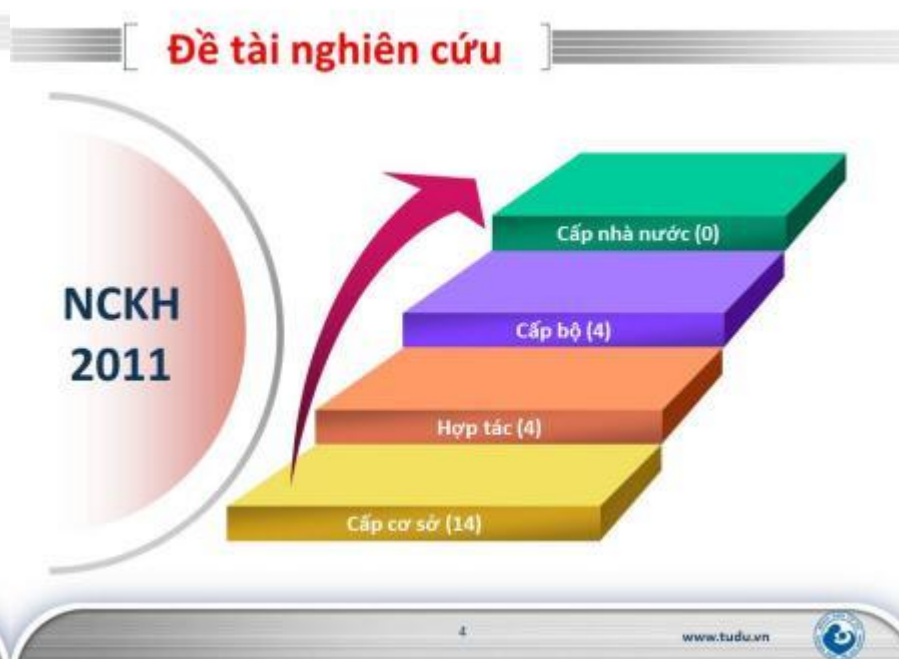 Đề tài nghiên cứu
NCKH
2011
Cấp nhà nước (0)
Cấp bộ (4)
Hợp tác (4)
Cấp cơ sở (14)
4
www.tudu.vn